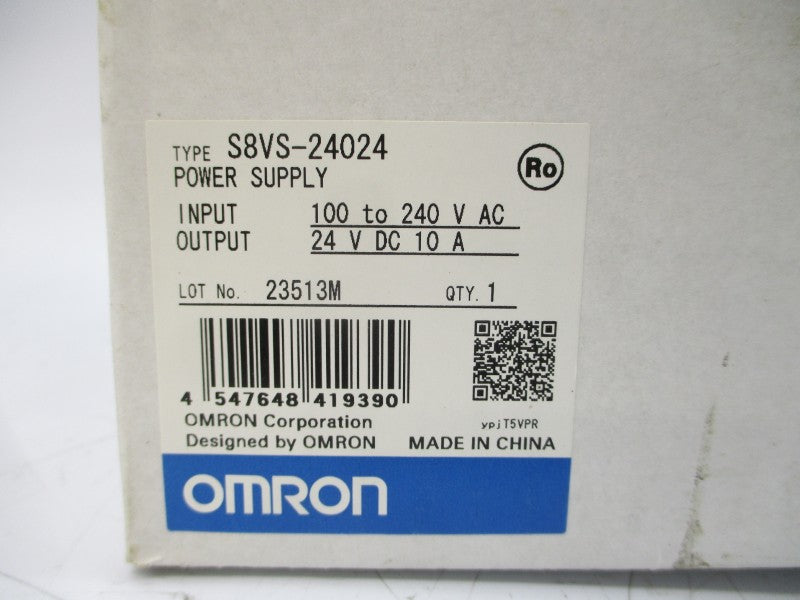 TYPE S8VS-24024
Ro
POWER SUPPLY
INPUT 100 to 240 V AC
OUTPUT 24 V DC 10 A
LOT No. 23513M QTY. 1
4 547648 419390
OMRON Corporation ypiT5VPR
Designed by OMRON MADE IN CHINA
OMRON